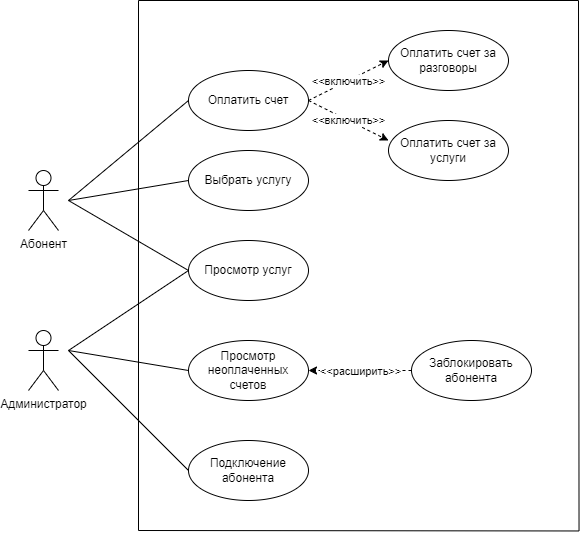 Оплатить счет за
разговоры
<<включить>>
Оплатить счет
<<включить>>
Оплатить счет за
услуги
Выбрать услугу
Абонент
Просмотр услуг
Просмотр
неоплаченных
счетов
<<расширить>>
Заблокировать
абонента
Администратор
Подключение
абонента